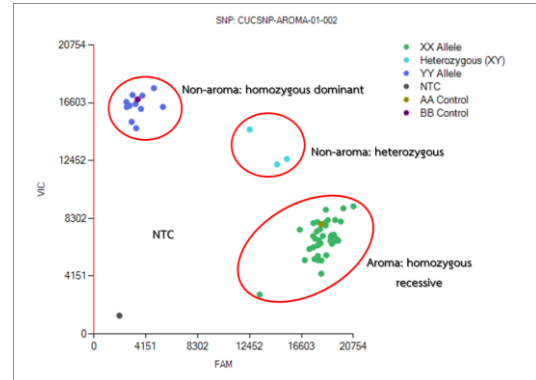 SNP: CUCSNP-AROMA-01-002
20754
16603
12452
8302
4151
0
VIC
0
4151
8302
12452
16603
20754
FAM
Non-aroma: homozygous dominant
Non-aroma: heterozygous
NTC
Aroma: homozygous
recessive
XX Allele
Heterozygous (XY)
YY Allele
NTC
AA Control
BB Control